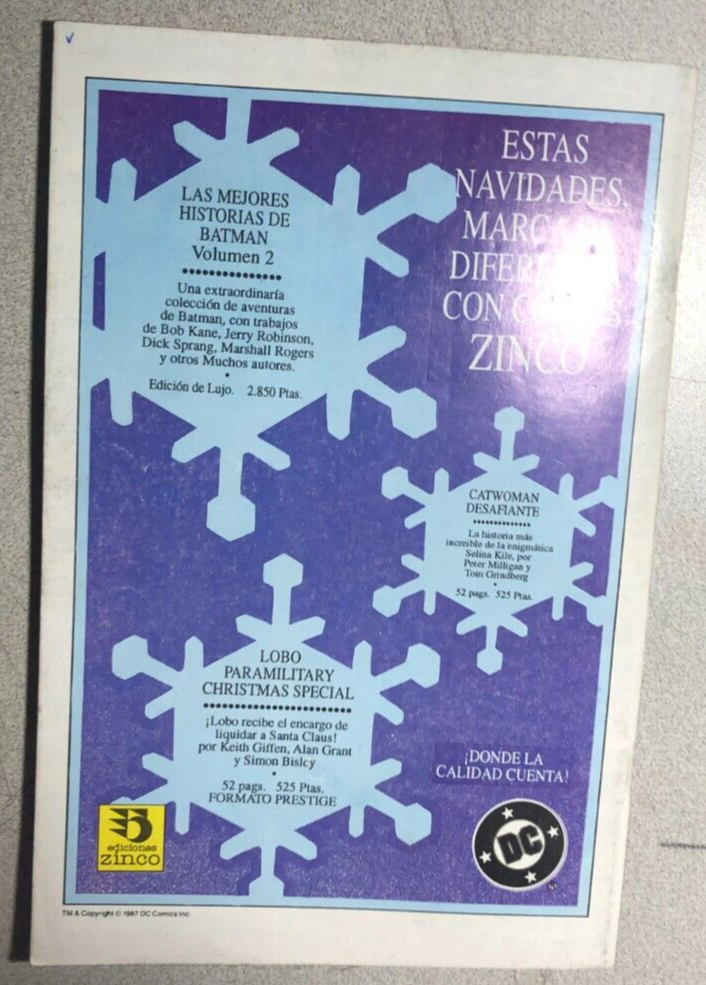 LAS MEJORES
HISTORIAS DE
BATMAN
Volumen 2
Una extraordinaría
colección de aventuras
de Batman, con trabajos
de Bob Kane, Jerry Robinson,
Dick Sprang, Marshall Rogers
y otros Muchos autores.
Edición de Lujo. 2.850 Ptas.
ESTAS
NAVIDADES,
DIFER
CON
ZINCO
CATWOMAN
DESAFIANTE
La historia más
increible de la enigmática
Selina Kile, por
Peter Milligan y
Tom Grindberg
52 pags. 525 Ptas.
LOBO
PARAMILITARY
CHRISTMAS SPECIAL
¡Lobo recibe el encargo de
liquidar a Santa Claus!
por Keith Giffen, Alan Grant
y Simon Bisley
52 pags. 525 Ptas.
FORMATO PRESTIGE
¡DONDE LA
CALIDAD CUENTA!
ediciones
zinco
DC
TM & Copyright © 1987 DC Comics Inc